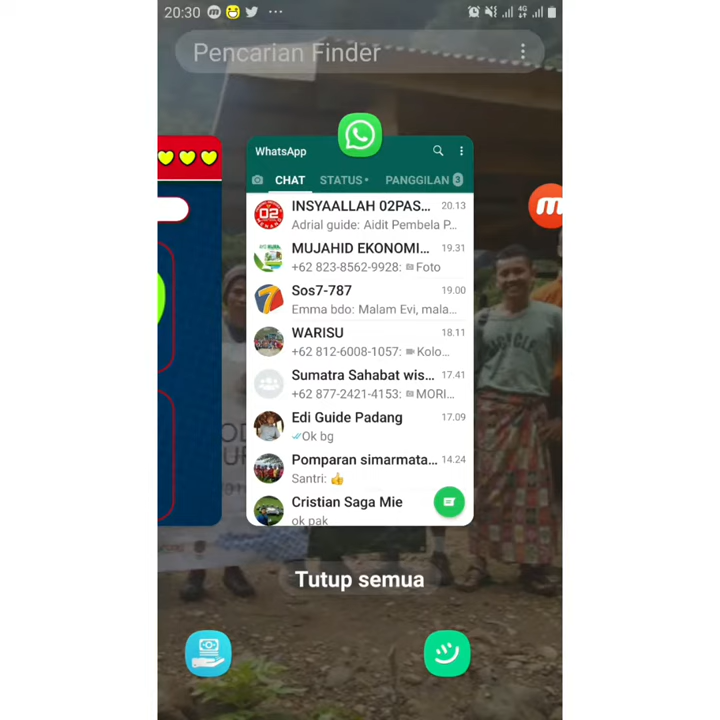 20:30
4G
Pencarian Finder
WhatsApp
CHAT STATUS• PANGGILAN 3
INSYAALLAH 02PAS... 20.13
Adrial guide: Aidit Pembela P...
MUJAHID EKONOMI... 19.31
+62 823-8562-9928: Foto
Sos7-787 19.00
Emma bdo: Malam Evi, mala...
WARISU 18.11
+62 812-6008-1057: Kolo...
Sumatra Sahabat wis... 17.41
+62 877-2421-4153: MORI...
Edi Guide Padang 17.09
Ok bg
Pomparan simarmata... 14.24
Santri: 👍
Cristian Saga Mie
ok pak
Tutup semua